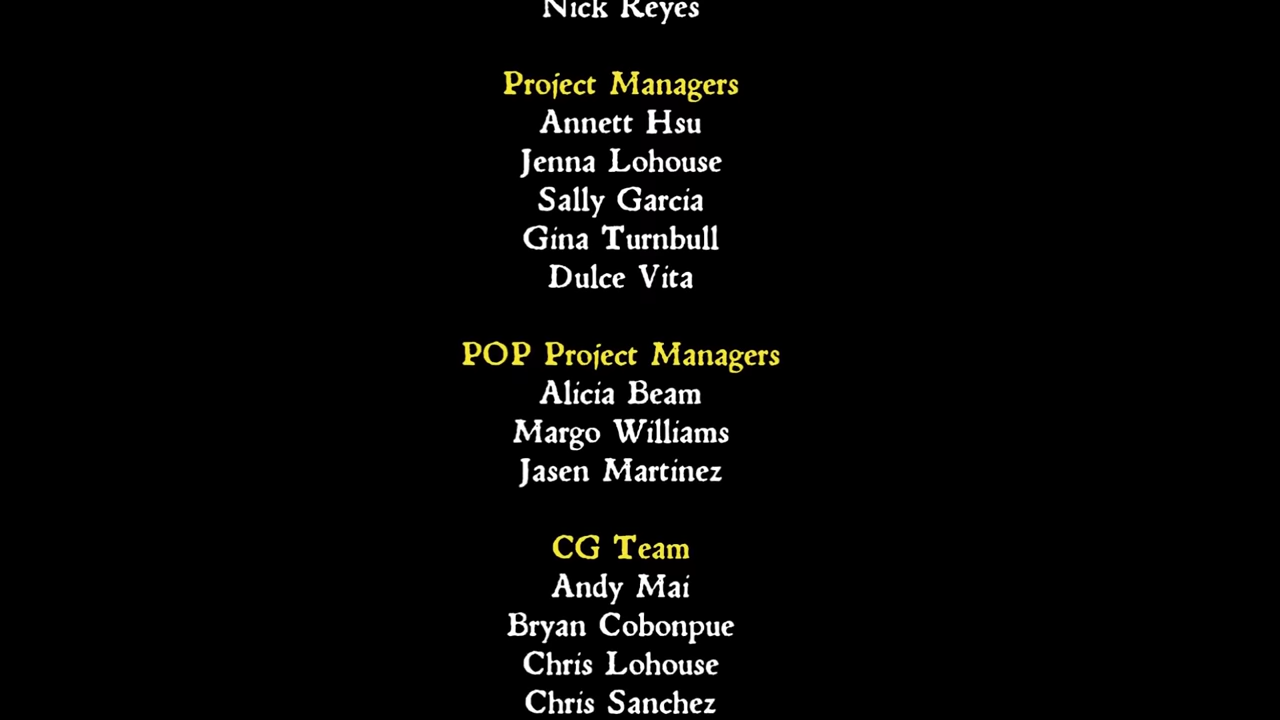 Nick Reyes
Project Managers
Annett Hsu
Jenna Lohouse
Sally Garcia
Gina Turnbull
Dulce Vita
POP Project Managers
Alicia Beam
Margo Williams
Jasen Martinez
CG Team
Andy Mai
Bryan Cobonpue
Chris Lohouse
Chris Sanchez